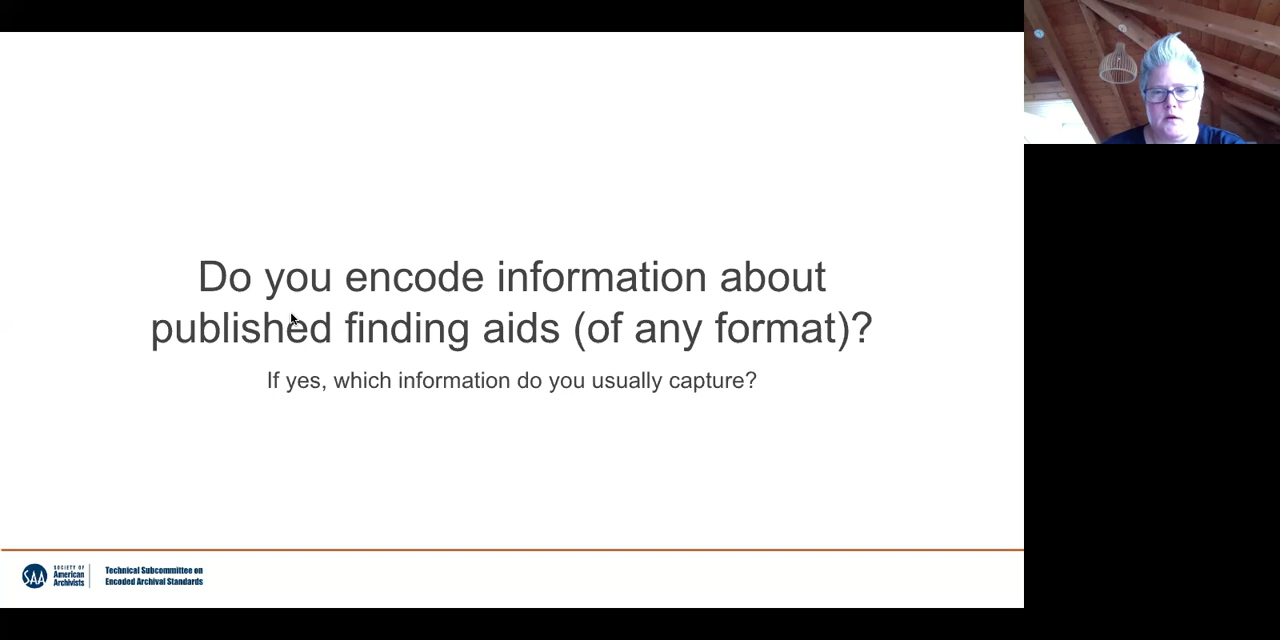 Do you encode information about
published finding aids (of any format)?
If yes, which information do you usually capture?
SAA
SOCIETY OF
American
Archivists
Technical Subcommittee on
Encoded Archival Standards